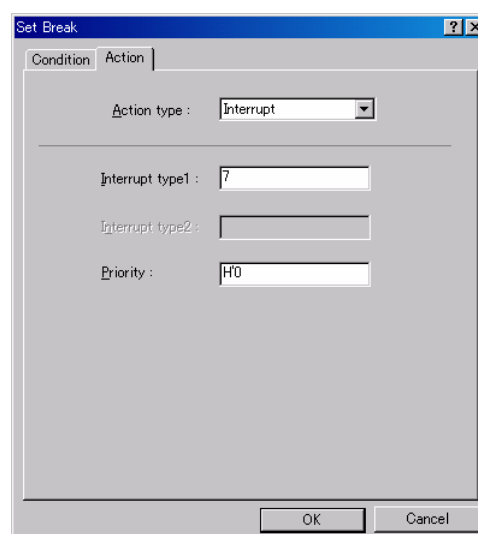 Set Break
? ×
Condition Action
Action type : Interrupt
Interrupt type1 : 7
Interrupt type2 :
Priority : H'0
OK Cancel